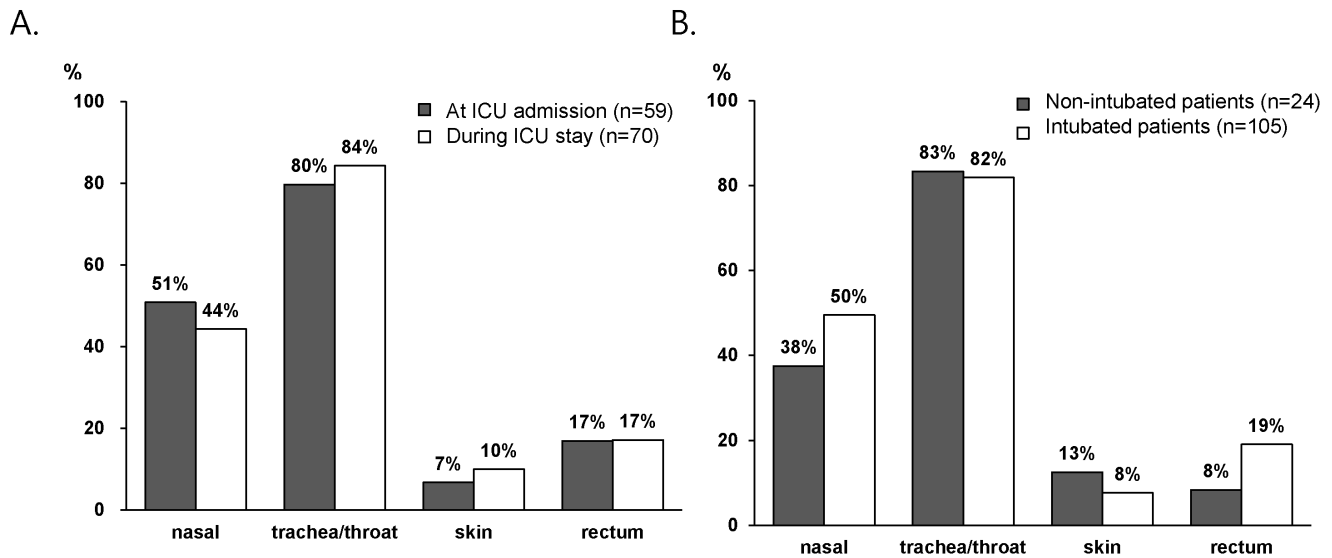 A.
%
100
80
60
40
20
0
At ICU admission (n=59)
During ICU stay (n=70)
51%
44%
80%
84%
7%
10%
17%
17%
nasal
trachea/throat
skin
rectum
B.
%
100
80
60
40
20
0
Non-intubated patients (n=24)
Intubated patients (n=105)
38%
50%
83%
82%
13%
8%
8%
19%
nasal
trachea/throat
skin
rectum